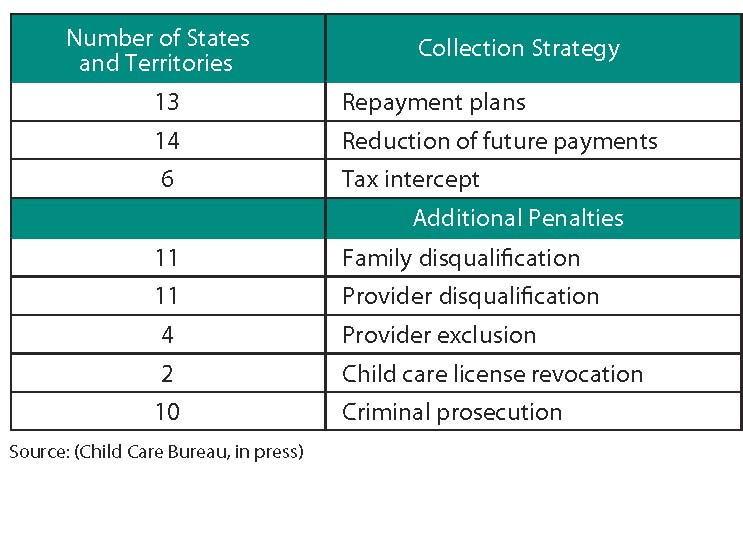 Number of States
and Territories
Collection Strategy
13 Repayment plans
14 Reduction of future payments
6 Tax intercept
Additional Penalties
11 Family disqualification
11 Provider disqualification
4 Provider exclusion
2 Child care license revocation
10 Criminal prosecution
Source: (Child Care Bureau, in press)